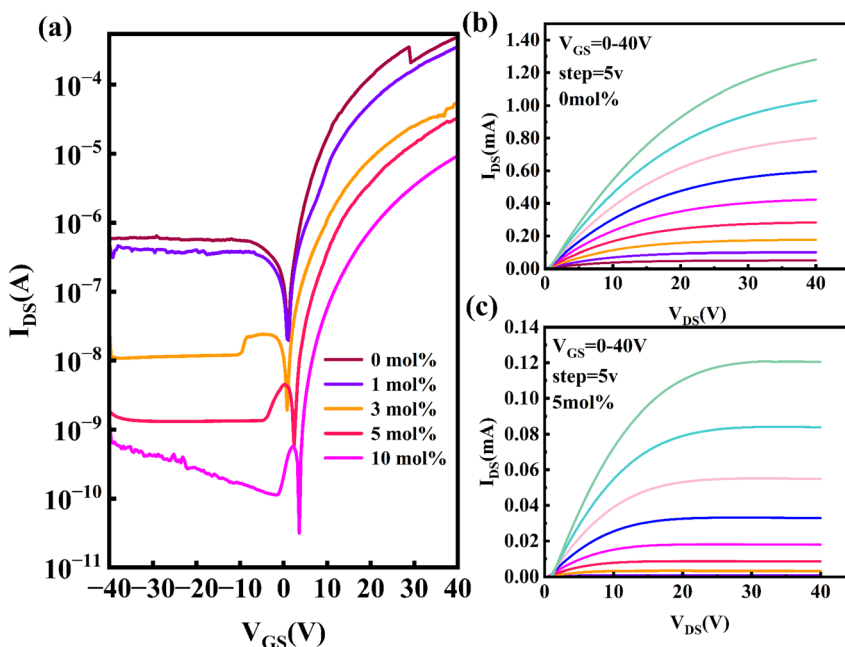 (a)
10⁻⁴
10⁻⁵
10⁻⁶
10⁻⁷
10⁻⁸
10⁻⁹
10⁻¹⁰
10⁻¹¹
I_DS(A)
0 mol%
1 mol%
3 mol%
5 mol%
10 mol%
−40 −30 −20 −10 0 10 20 30 40
V_GS(V)
(b)
V_GS=0-40V
step=5v
0mol%
1.40
1.20
1.00
0.80
0.60
0.40
0.20
0.00
I_DS(mA)
0 10 20 30 40
V_DS(V)
(c)
V_GS=0-40V
step=5v
5mol%
0.14
0.12
0.10
0.08
0.06
0.04
0.02
0.00
I_DS(mA)
0 10 20 30 40
V_DS(V)